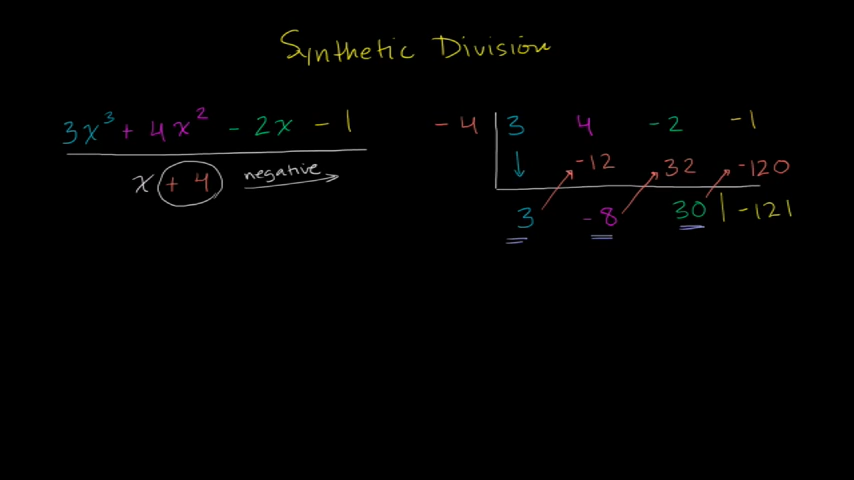 Synthetic Division
3x³ + 4x² - 2x - 1
x + 4 negative
-4 3 4 -2 -1
-12 32 -120
3 -8 30 | -121